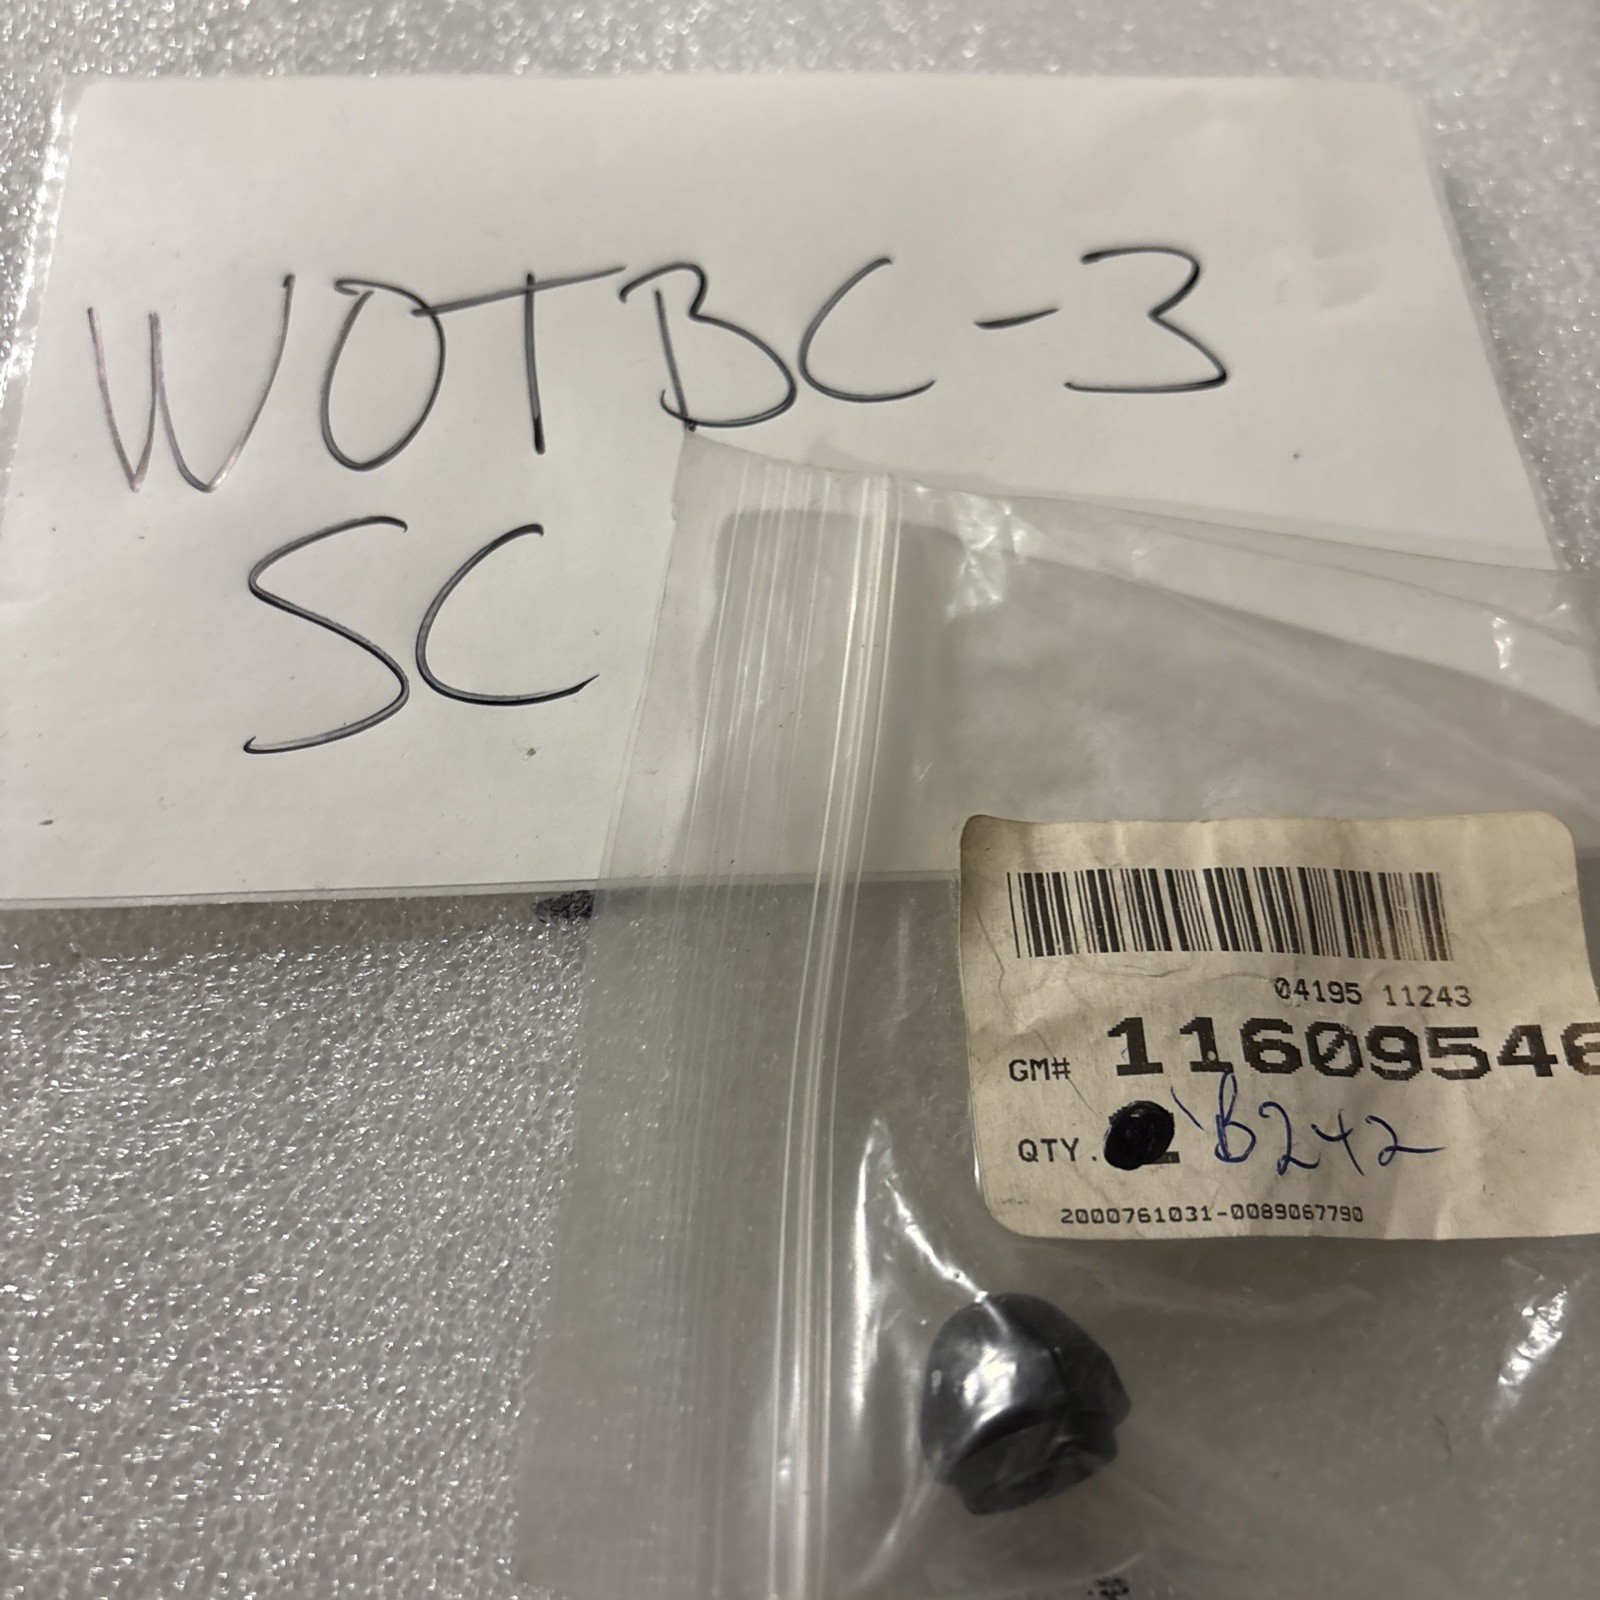 WOTBC-3
SC
04195 11243
GM# 11609546
QTY. B242
2000761031-0089067790